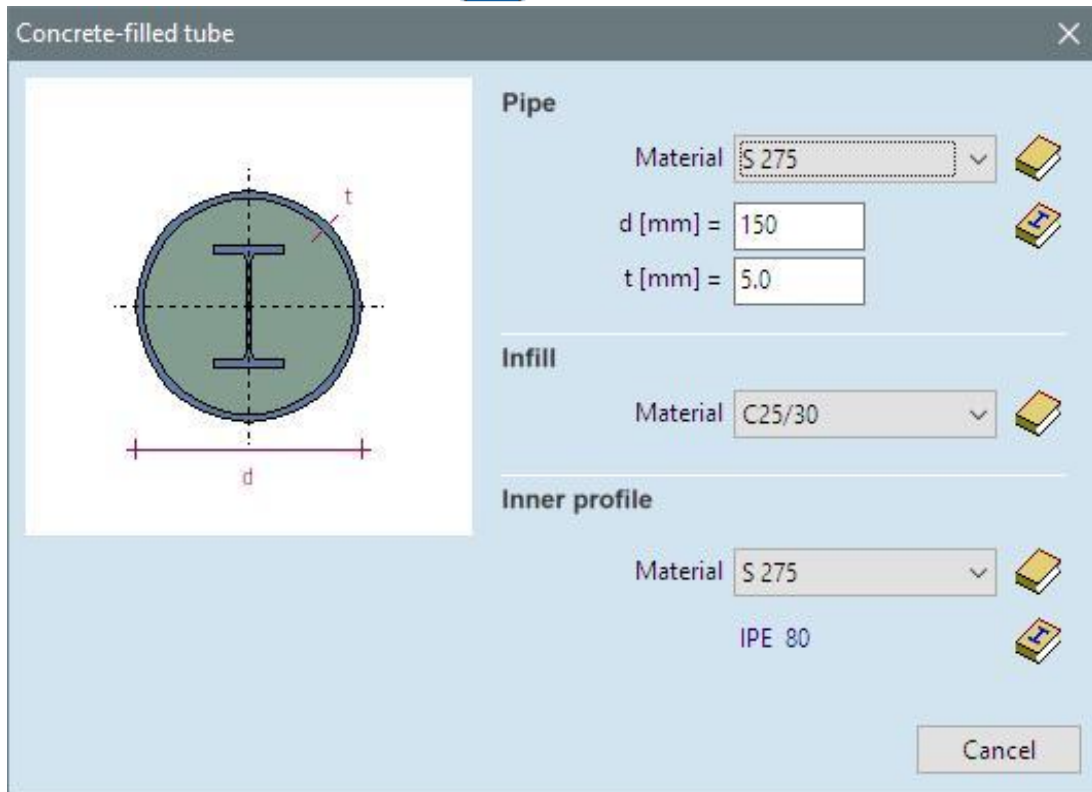 Concrete-filled tube
Pipe
Material S 275
d [mm] = 150
t [mm] = 5.0
Infill
Material C25/30
Inner profile
Material S 275
IPE 80
t
d
Cancel